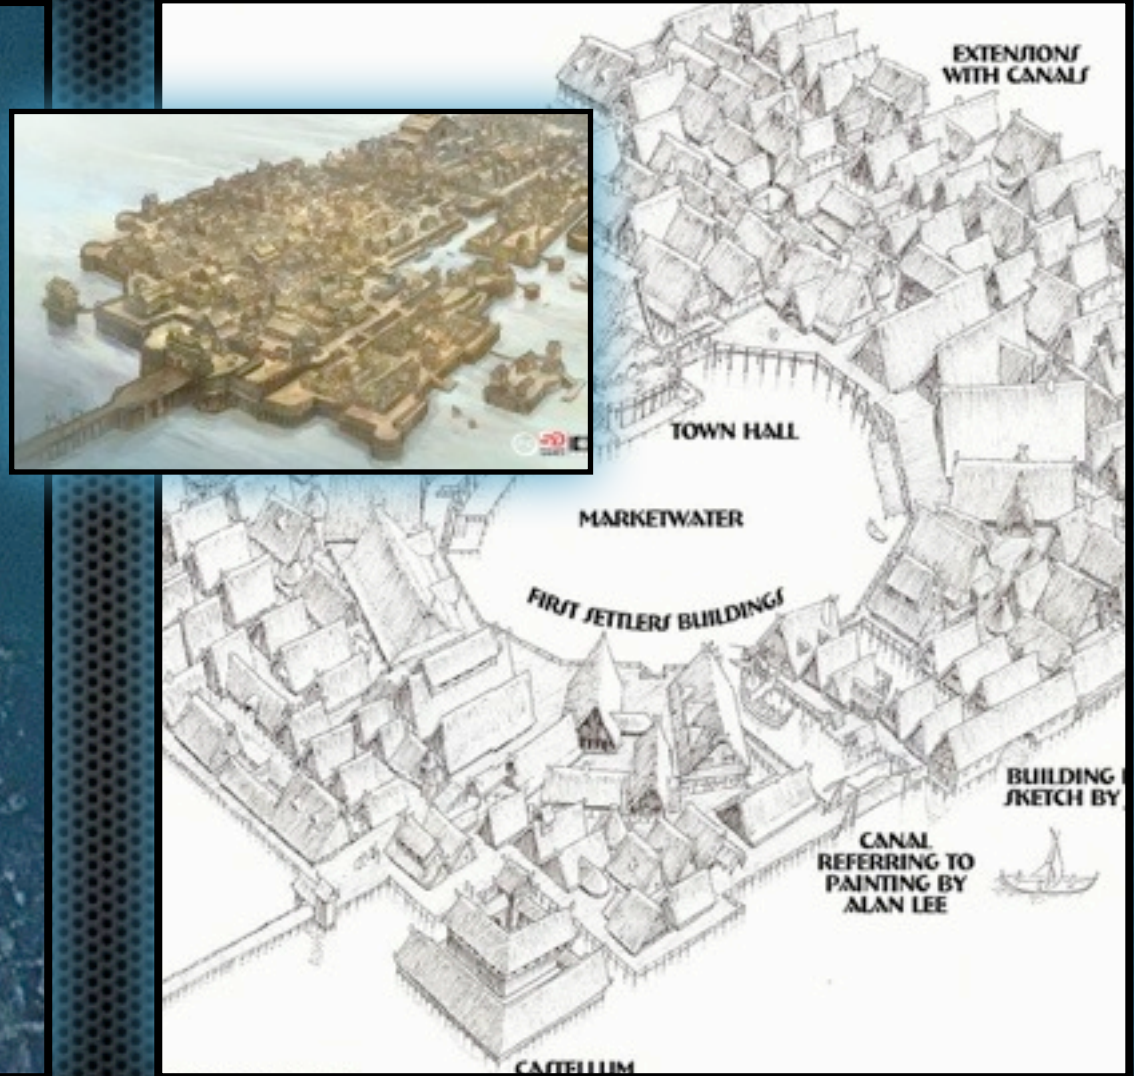 EXTENSIONS
WITH CANALS
TOWN HALL
MARKETWATER
FIRST SETTLERS BUILDINGS
BUILDING
SKETCH BY
CANAL
REFERRING TO
PAINTING BY
ALAN LEE
CASTELLUM